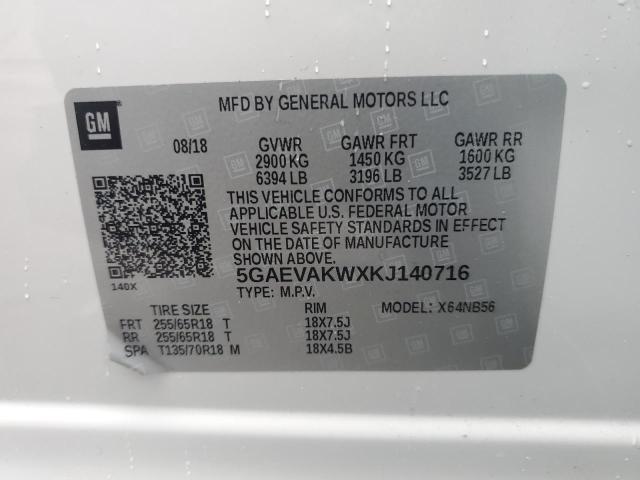 GM
MFD BY GENERAL MOTORS LLC
08/18 GVWR GAWR FRT GAWR RR
2900 KG 1450 KG 1600 KG
6394 LB 3196 LB 3527 LB
THIS VEHICLE CONFORMS TO ALL
APPLICABLE U.S. FEDERAL MOTOR
VEHICLE SAFETY STANDARDS IN EFFECT
ON THE DATE OF MANUFACTURE
SHOWN ABOVE.
140X
5GAEVAKWXKJ140716
TYPE: M.P.V. MODEL: X64NB56
TIRE SIZE RIM
FRT 255/65R18 T 18X7.5J
RR 255/65R18 T 18X7.5J
SPA T135/70R18 M 18X4.5B